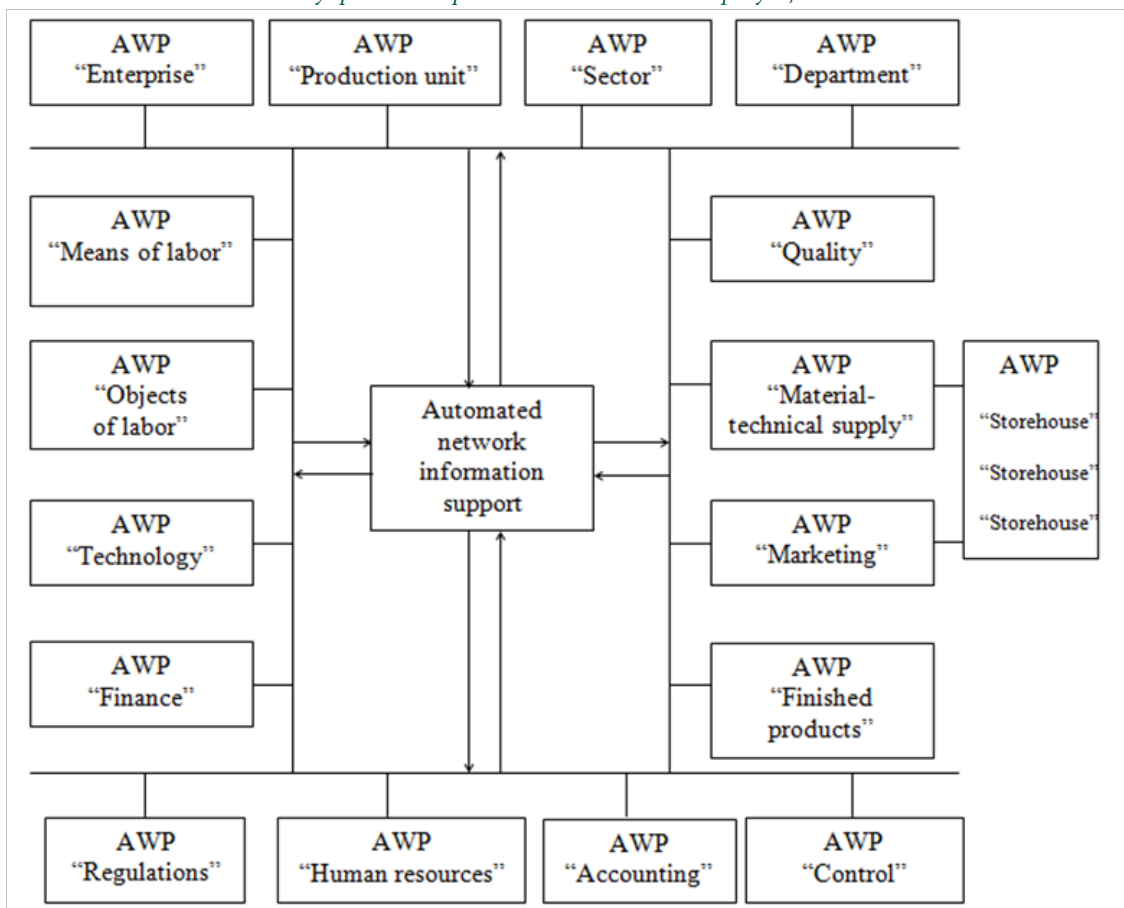 AWP
“Enterprise”
AWP
“Production unit”
AWP
“Sector”
AWP
“Department”
AWP
“Means of labor”
AWP
“Quality”
AWP
“Objects
of labor”
AWP
“Material-
technical supply”
AWP
“Storehouse”
“Storehouse”
“Storehouse”
Automated
network
information
support
AWP
“Technology”
AWP
“Marketing”
AWP
“Finance”
AWP
“Finished
products”
AWP
“Regulations”
AWP
“Human resources”
AWP
“Accounting”
AWP
“Control”